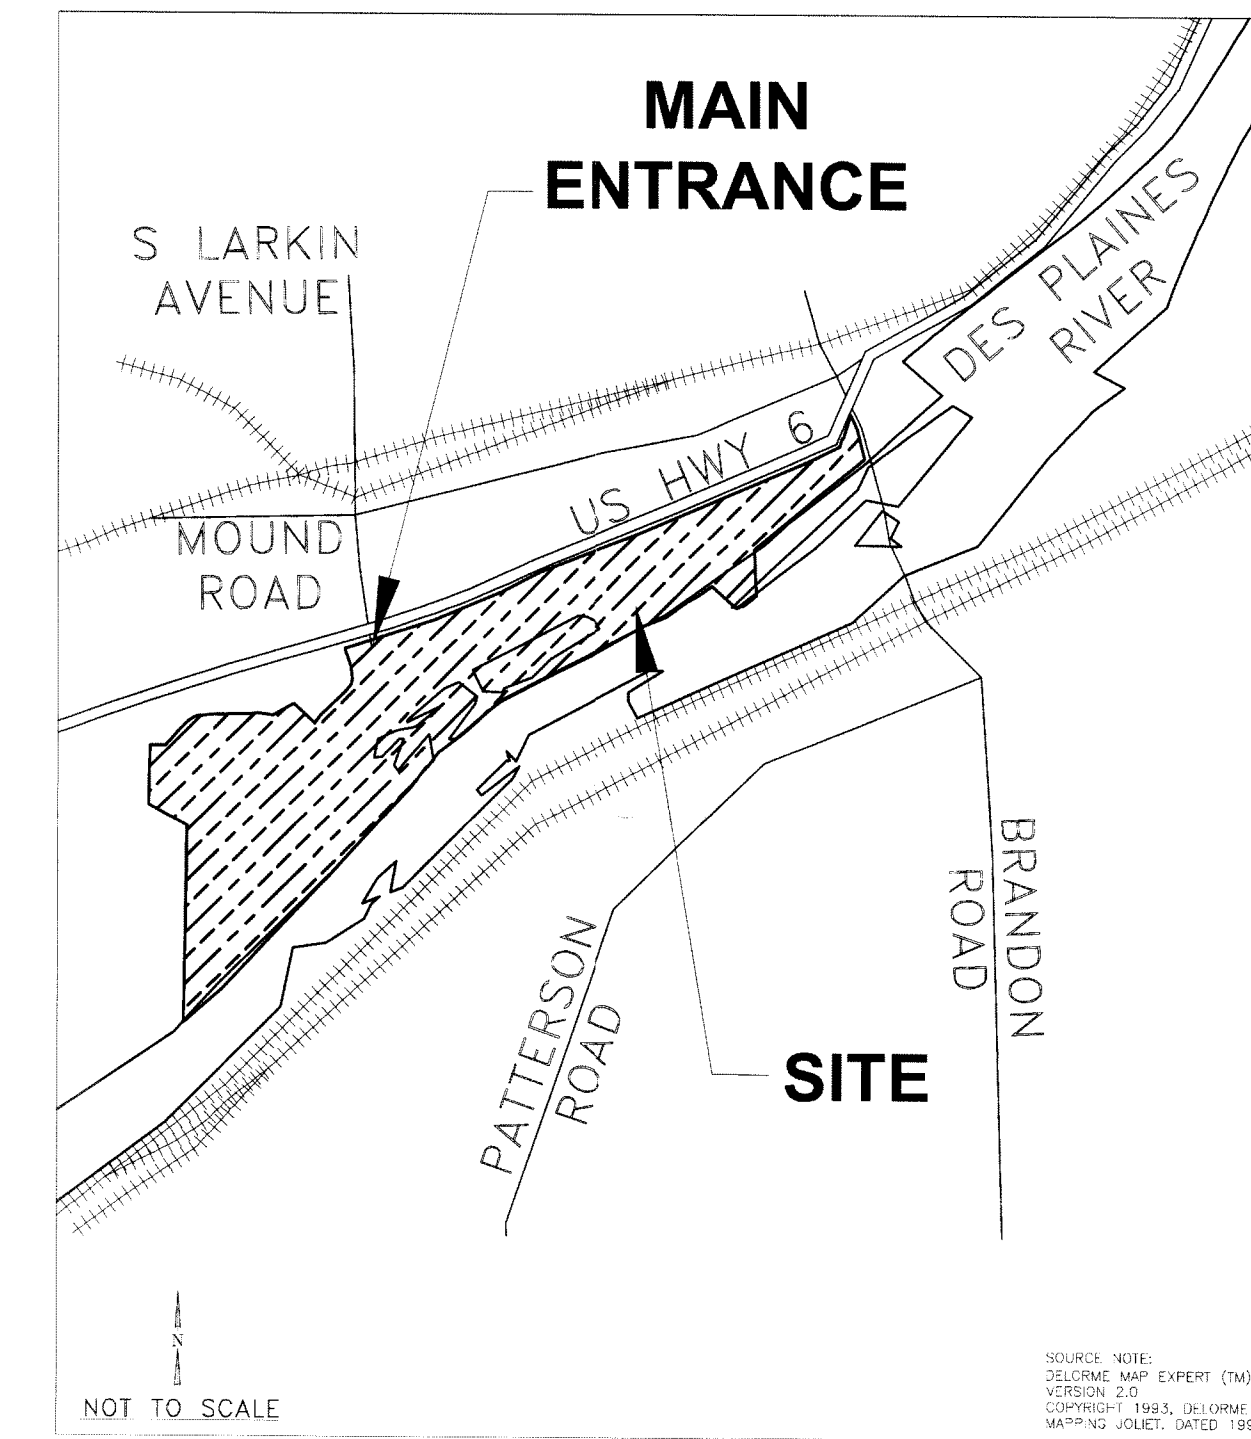 MAIN
ENTRANCE
S LARKIN
AVENUE
DES PLAINES
RIVER
US HWY 6
MOUND
ROAD
BRANDON
ROAD
PATTERSON
ROAD
SITE
N
NOT TO SCALE
SOURCE NOTE:
DELORME MAP EXPERT (TM)
VERSION 2.0
COPYRIGHT 1993, DELORME
MAPPING JOLIET, DATED